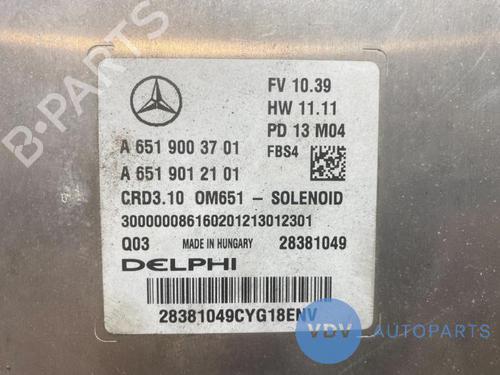 FV 10.39
HW 11.11
PD 13 M04
A 651 900 37 01
FBS4
A 651 901 21 01
CRD3.10 OM651 - SOLENOID
30000008616020121301230​1
Q03 MADE IN HUNGARY 28381049
DELPHI
28381049CYG18ENV
VDV AUTOPARTS